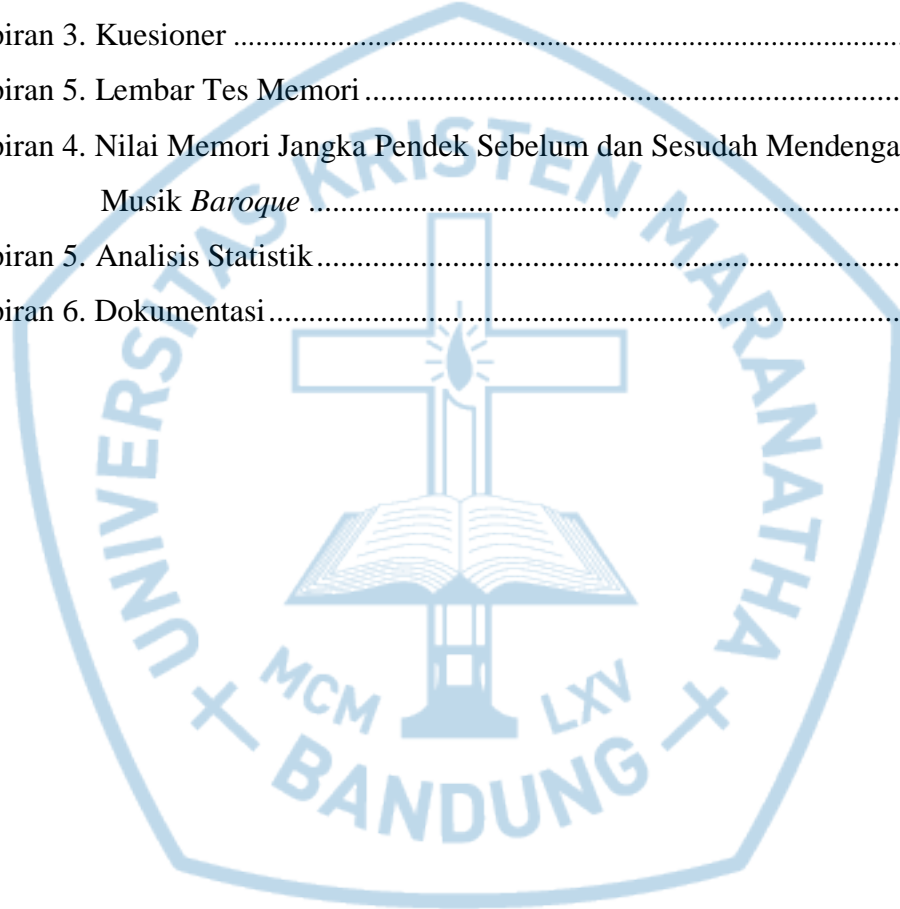 piran 3. Kuesioner ........................................................................................
piran 5. Lembar Tes Memori ........................................................................
piran 4. Nilai Memori Jangka Pendek Sebelum dan Sesudah Mendenga
Musik Baroque ................................................................................
piran 5. Analisis Statistik ..............................................................................
piran 6. Dokumentasi ....................................................................................
UNIVERSITAS KRISTEN MARANATHA
MCM LXV
BANDUNG